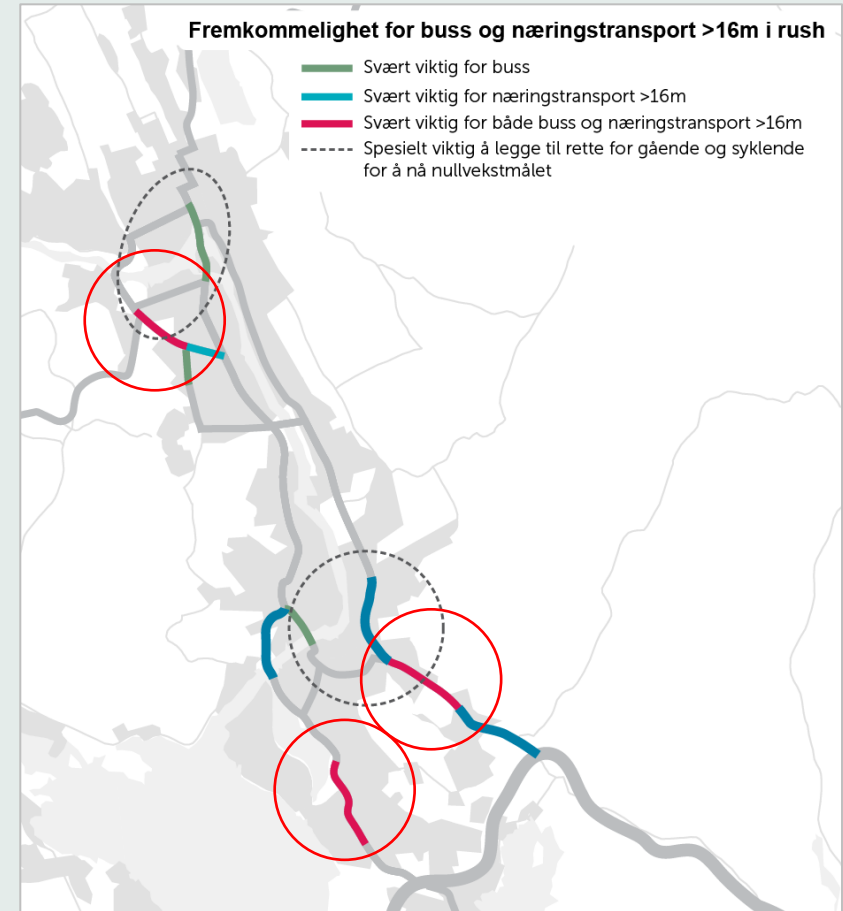 Fremkommelighet for buss og næringstransport >16m i rush
Svært viktig for buss
Svært viktig for næringstransport >16m
Svært viktig for både buss og næringstransport >16m
Spesielt viktig å legge til rette for gående og syklende
for å nå nullvekstmålet